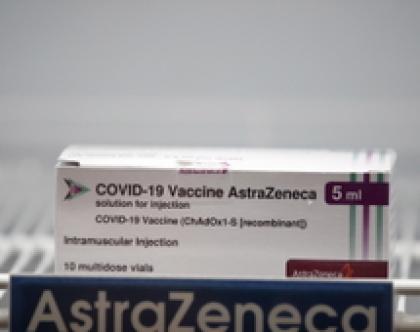 COVID-19 Vaccine AstraZeneca 5 ml
solution for injection
COVID-19 Vaccine (ChAdOx1-S [recombinant])
Intramuscular Injection
10 multidose vials
AstraZeneca
AstraZeneca